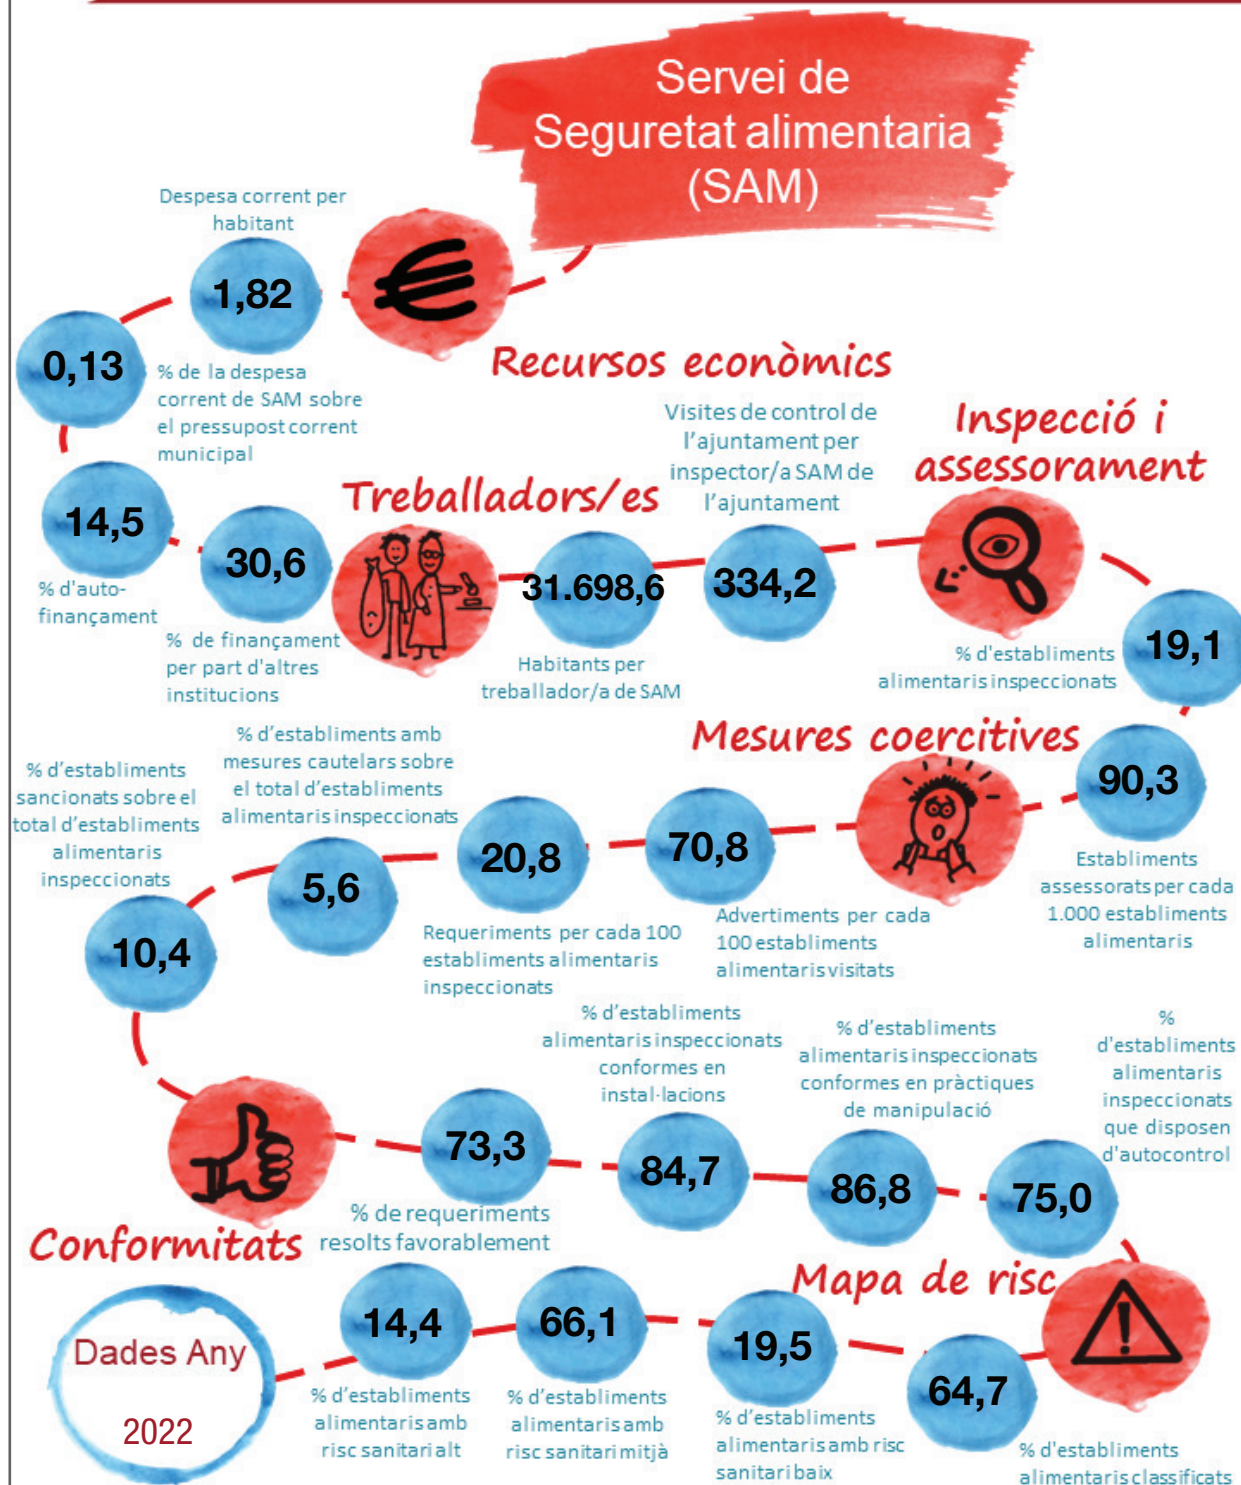 Servei de
Seguretat alimentaria
(SAM)
Despesa corrent per
habitant
1,82
Recursos econòmics
0,13
% de la despesa
corrent de SAM sobre
el pressupost corrent
municipal
14,5
% d'auto-
finançament
30,6
% de finançament
per part d'altres
institucions
Treballadors/es
31.698,6
Habitants per
treballador/a de SAM
Visites de control de
l'ajuntament per
inspector/a SAM de
l'ajuntament
334,2
Inspecció i
assessorament
19,1
% d'establiments
alimentaris inspeccionats
90,3
Establiments
assessorats per cada
1.000 establiments
alimentaris
Mesures coercitives
70,8
Advertiments per cada
100 establiments
alimentaris visitats
20,8
Requeriments per cada 100
establiments alimentaris
inspeccionats
% d'establiments amb
mesures cautelars sobre
el total d'establiments
alimentaris inspeccionats
5,6
% d'establiments
sancionats sobre el
total d'establiments
alimentaris
inspeccionats
10,4
Conformitats
73,3
% de requeriments
resolts favorablement
% d'establiments
alimentaris inspeccionats
conformes en
instal·lacions
84,7
% d'establiments
alimentaris inspeccionats
conformes en pràctiques
de manipulació
86,8
%
d'establiments
alimentaris
inspeccionats
que disposen
d'autocontrol
75,0
Mapa de risc
64,7
% d'establiments
alimentaris classificats
19,5
% d'establiments
alimentaris amb risc
sanitari baix
66,1
% d'establiments
alimentaris amb
risc sanitari mitjà
14,4
% d'establiments
alimentaris amb
risc sanitari alt
Dades Any
2022